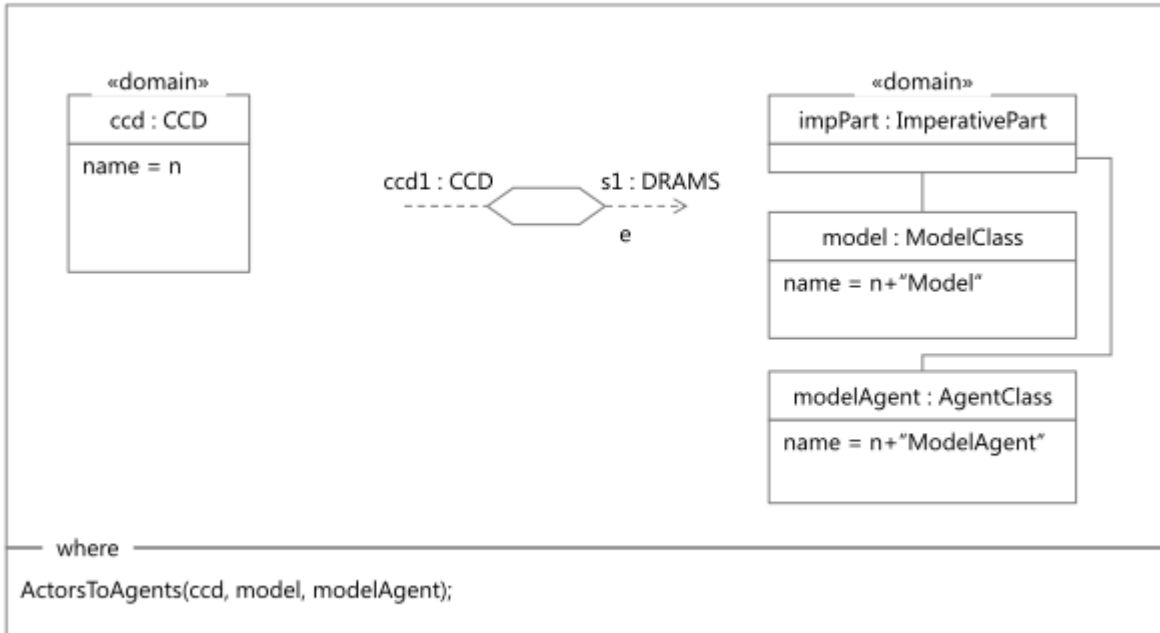 «domain»
ccd : CCD
name = n
ccd1 : CCD
s1 : DRAMS
e
«domain»
impPart : ImperativePart
model : ModelClass
name = n+“Model“
modelAgent : AgentClass
name = n+“ModelAgent“
where
ActorsToAgents(ccd, model, modelAgent);